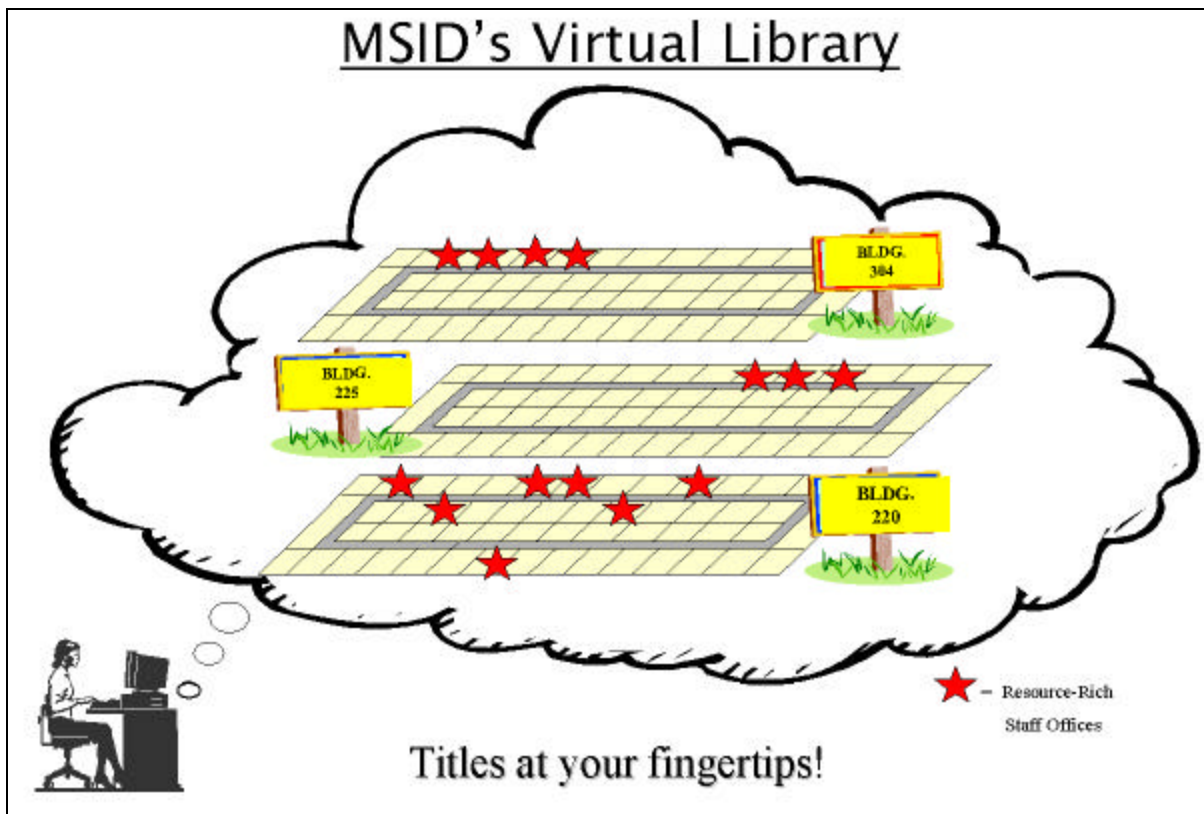 MSID's Virtual Library
BLDG.
304
BLDG.
225
BLDG.
220
– Resource-Rich
Staff Offices
Titles at your fingertips!